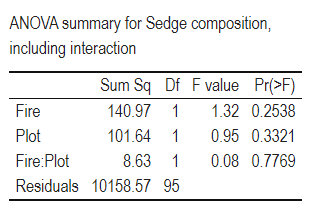 ANOVA summary for Sedge composition,
including interaction
Sum Sq Df F value Pr(>F)
Fire 140.97 1 1.32 0.2538
Plot 101.64 1 0.95 0.3321
Fire:Plot 8.63 1 0.08 0.7769
Residuals 10158.57 95